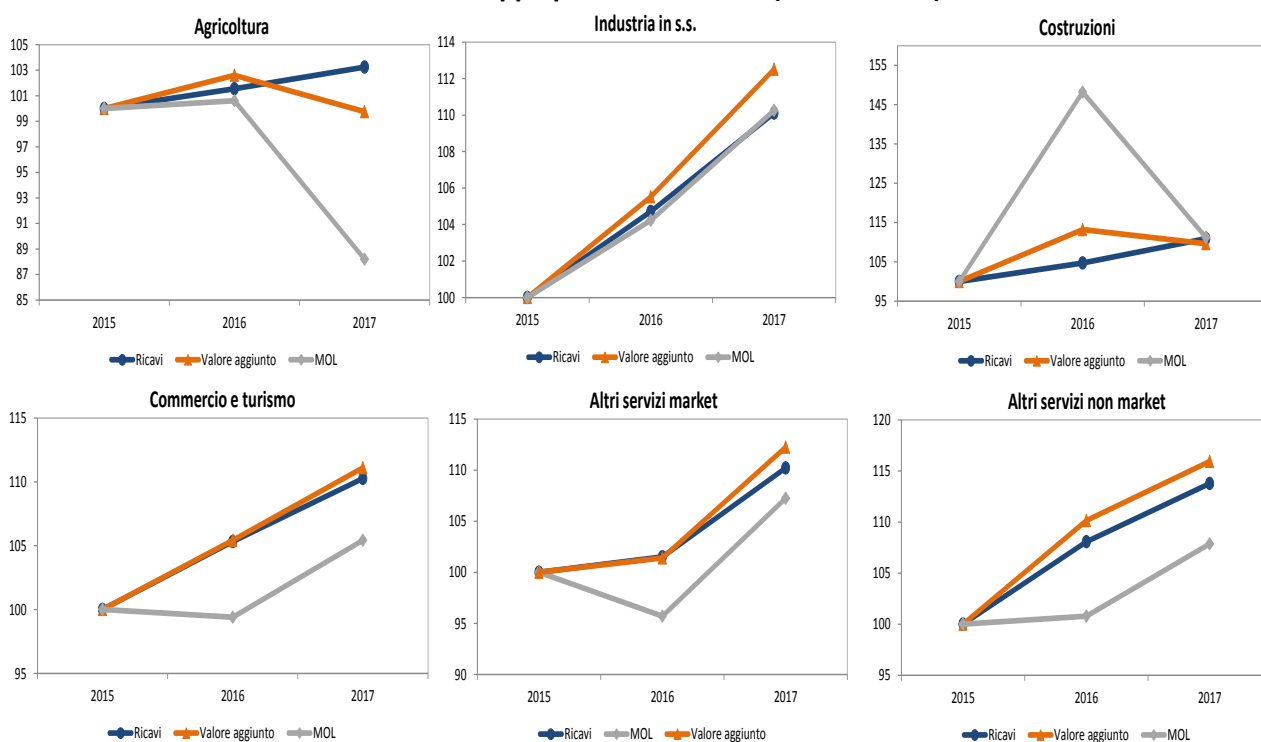 Agricoltura
105
103
101
99
97
95
93
91
89
87
85
2015 2016 2017
Ricavi Valore aggiunto MOL
Industria in s.s.
114
112
110
108
106
104
102
100
2015 2016 2017
Ricavi Valore aggiunto MOL
Costruzioni
155
145
135
125
115
105
95
2015 2016 2017
Ricavi Valore aggiunto MOL
Commercio e turismo
115
110
105
100
95
2015 2016 2017
Ricavi Valore aggiunto MOL
Altri servizi market
115
110
105
100
95
90
2015 2016 2017
MOL Ricavi Valore aggiunto
Altri servizi non market
120
115
110
105
100
95
2015 2016 2017
Ricavi Valore aggiunto MOL